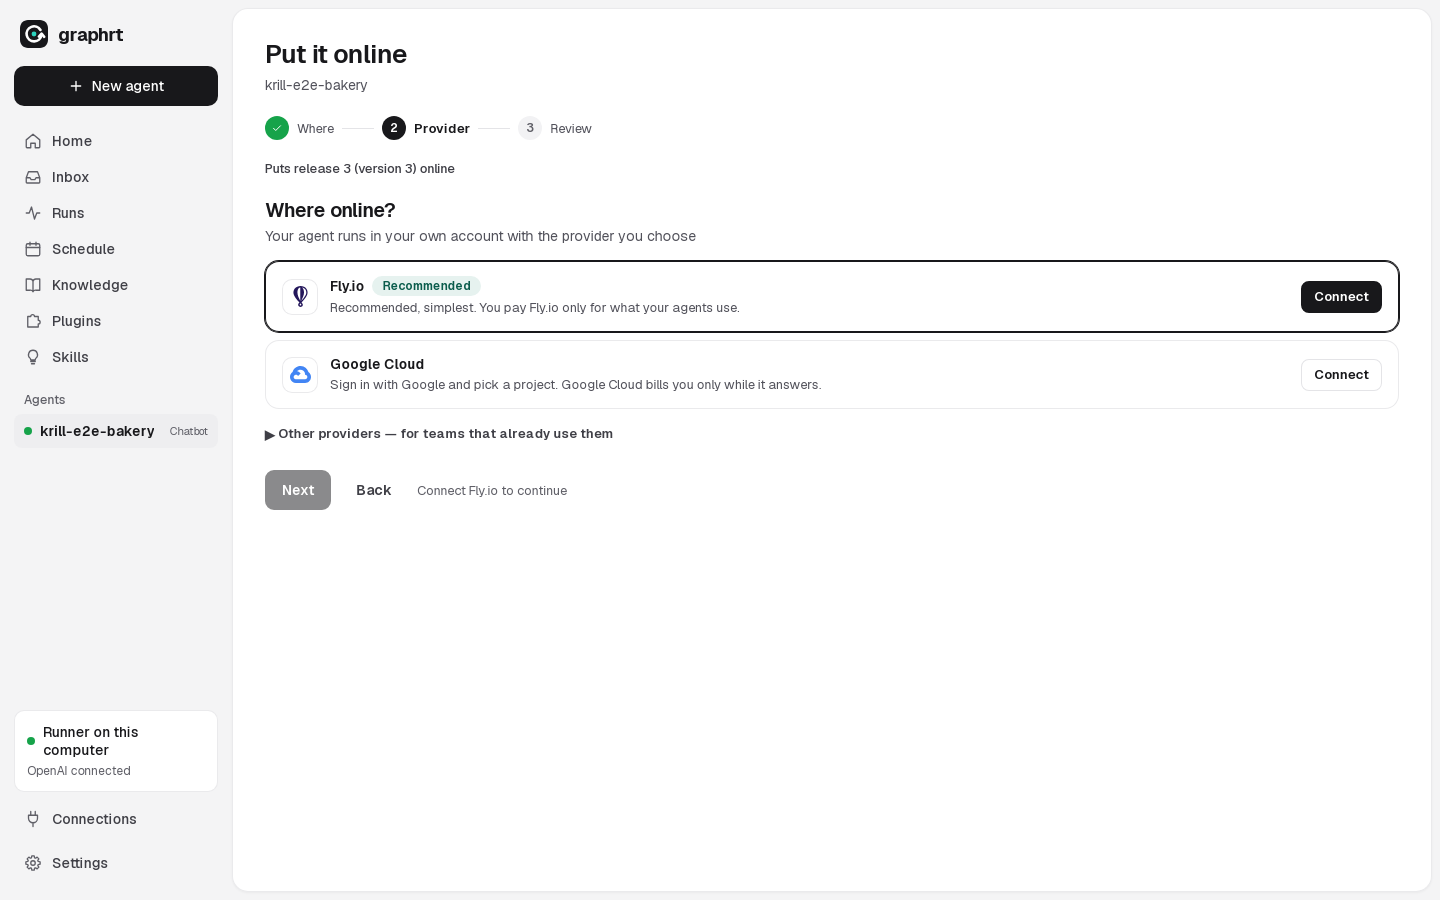 graphrt
New agent
Home
Inbox
Runs
Schedule
Knowledge
Plugins
Skills
Agents
krill-e2e-bakery Chatbot
Runner on this
computer
OpenAI connected
Connections
Settings
Put it online
krill-e2e-bakery
Where
2 Provider
3 Review
Puts release 3 (version 3) online
Where online?
Your agent runs in your own account with the provider you choose
Fly.io Recommended
Recommended, simplest. You pay Fly.io only for what your agents use.
Connect
Google Cloud
Sign in with Google and pick a project. Google Cloud bills you only while it answers.
Connect
▶ Other providers — for teams that already use them
Next Back Connect Fly.io to continue